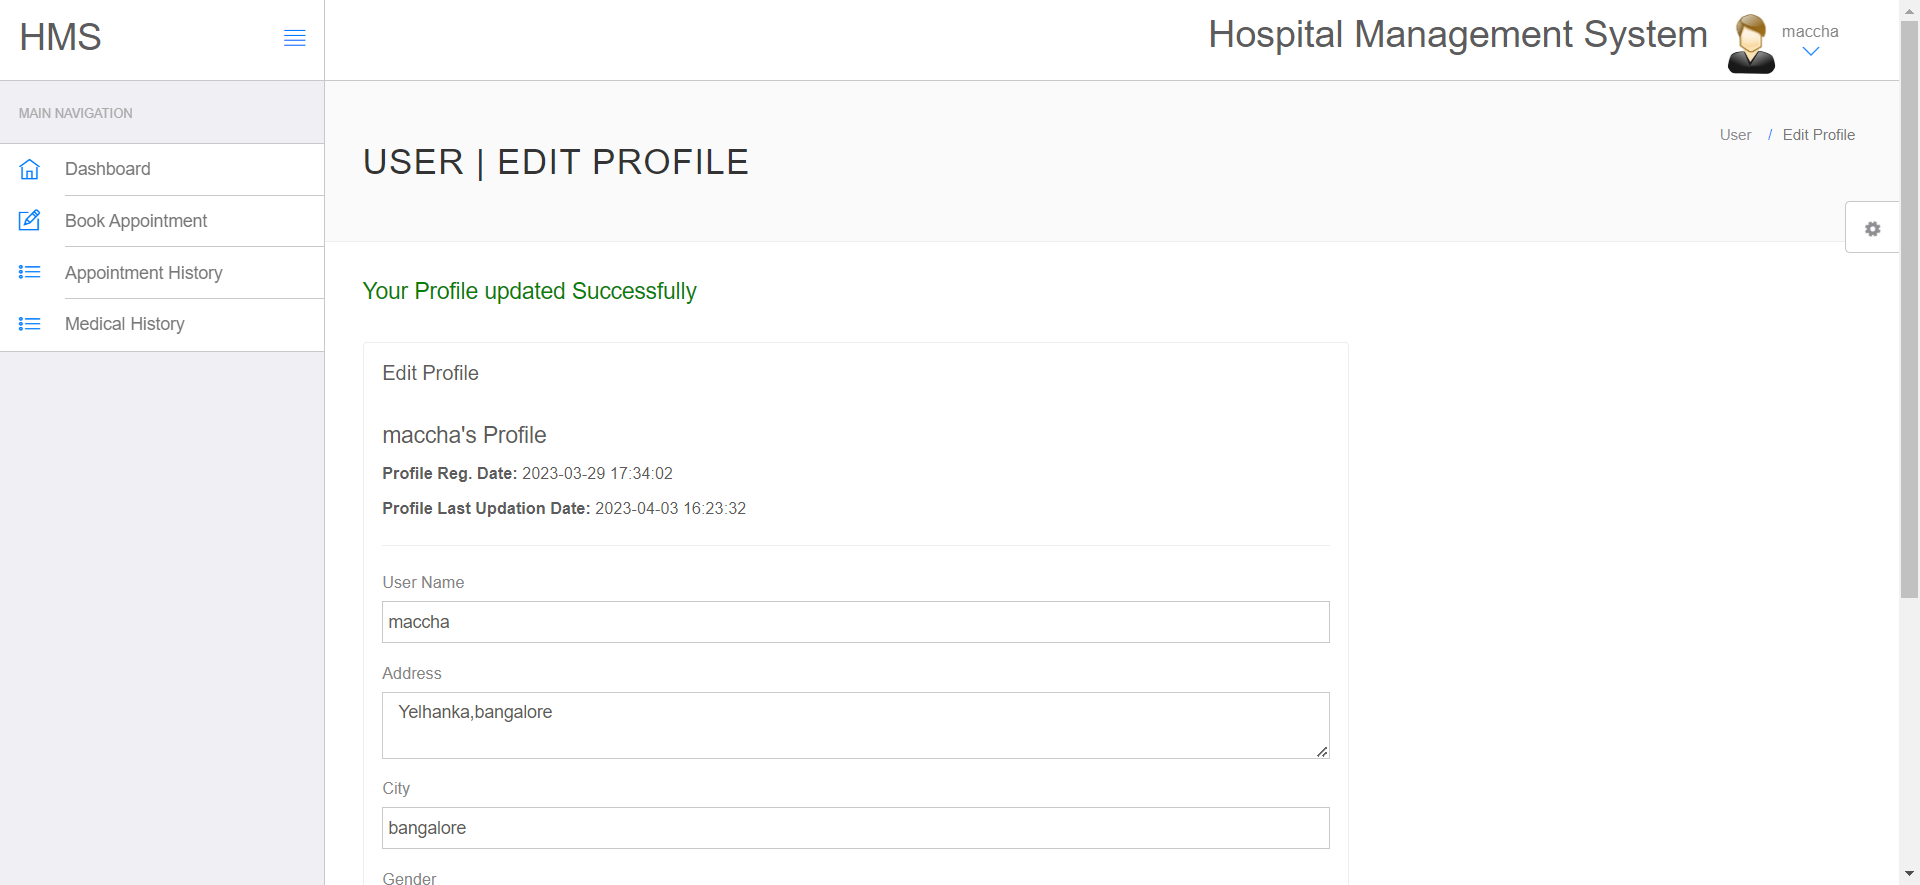 HMS
Hospital Management System
maccha
MAIN NAVIGATION
Dashboard
Book Appointment
Appointment History
Medical History
USER | EDIT PROFILE
User / Edit Profile
Your Profile updated Successfully
Edit Profile
maccha's Profile
Profile Reg. Date: 2023-03-29 17:34:02
Profile Last Updation Date: 2023-04-03 16:23:32
User Name
maccha
Address
Yelhanka,bangalore
City
bangalore
Gender